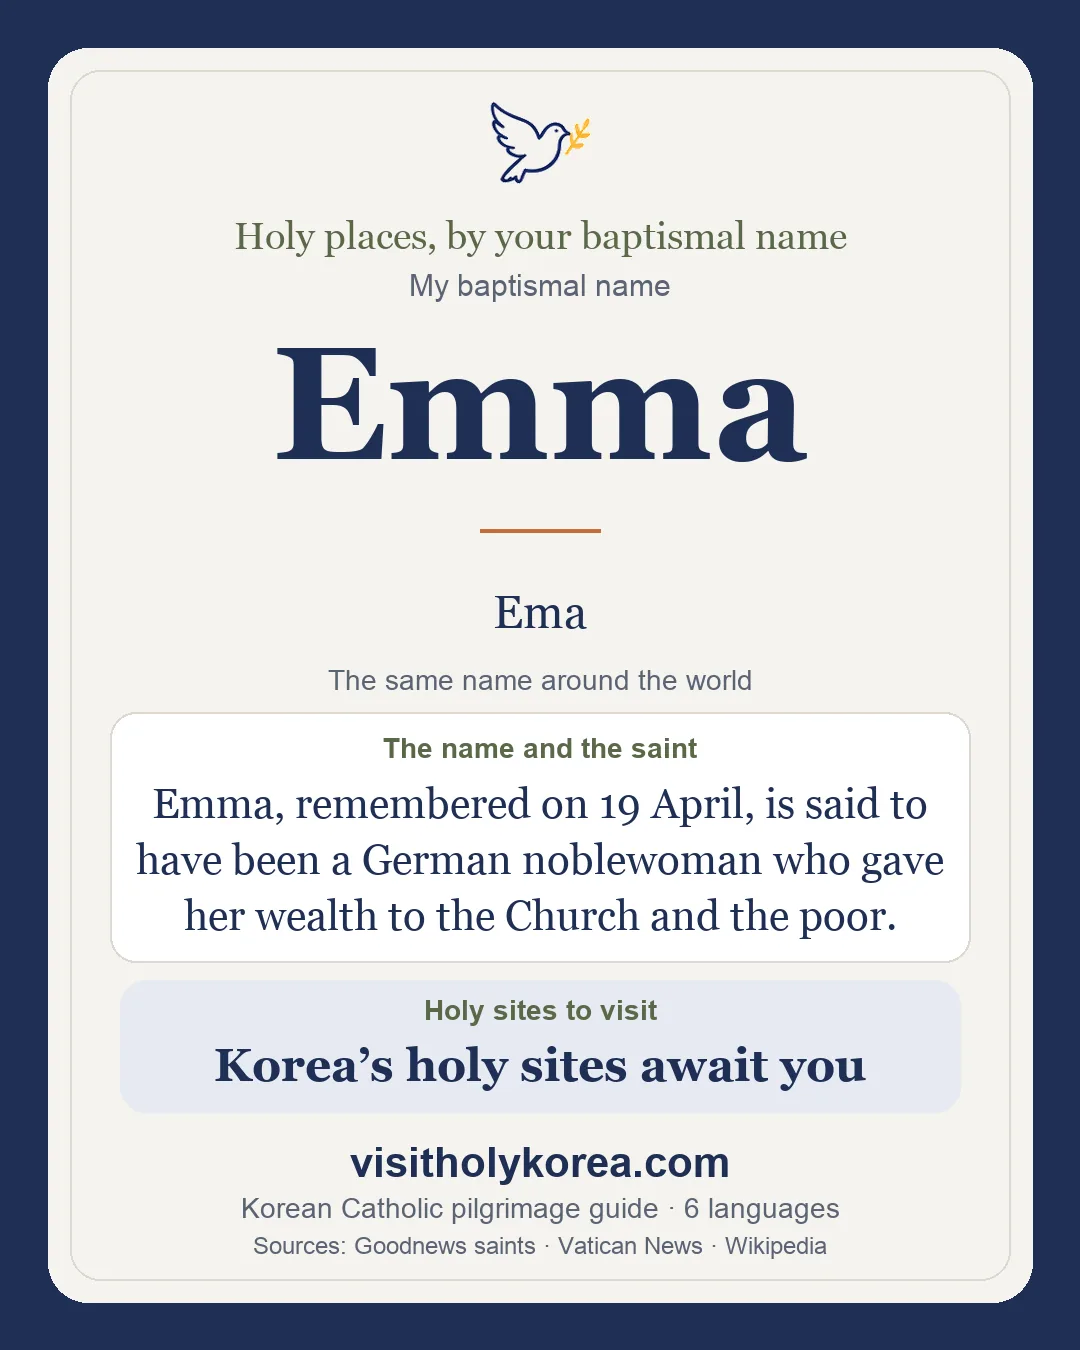 Holy places, by your baptismal name
My baptismal name
Emma
Ema
The same name around the world
The name and the saint
Emma, remembered on 19 April, is said to
have been a German noblewoman who gave
her wealth to the Church and the poor.
Holy sites to visit
Korea’s holy sites await you
visitholykorea.com
Korean Catholic pilgrimage guide · 6 languages
Sources: Goodnews saints · Vatican News · Wikipedia